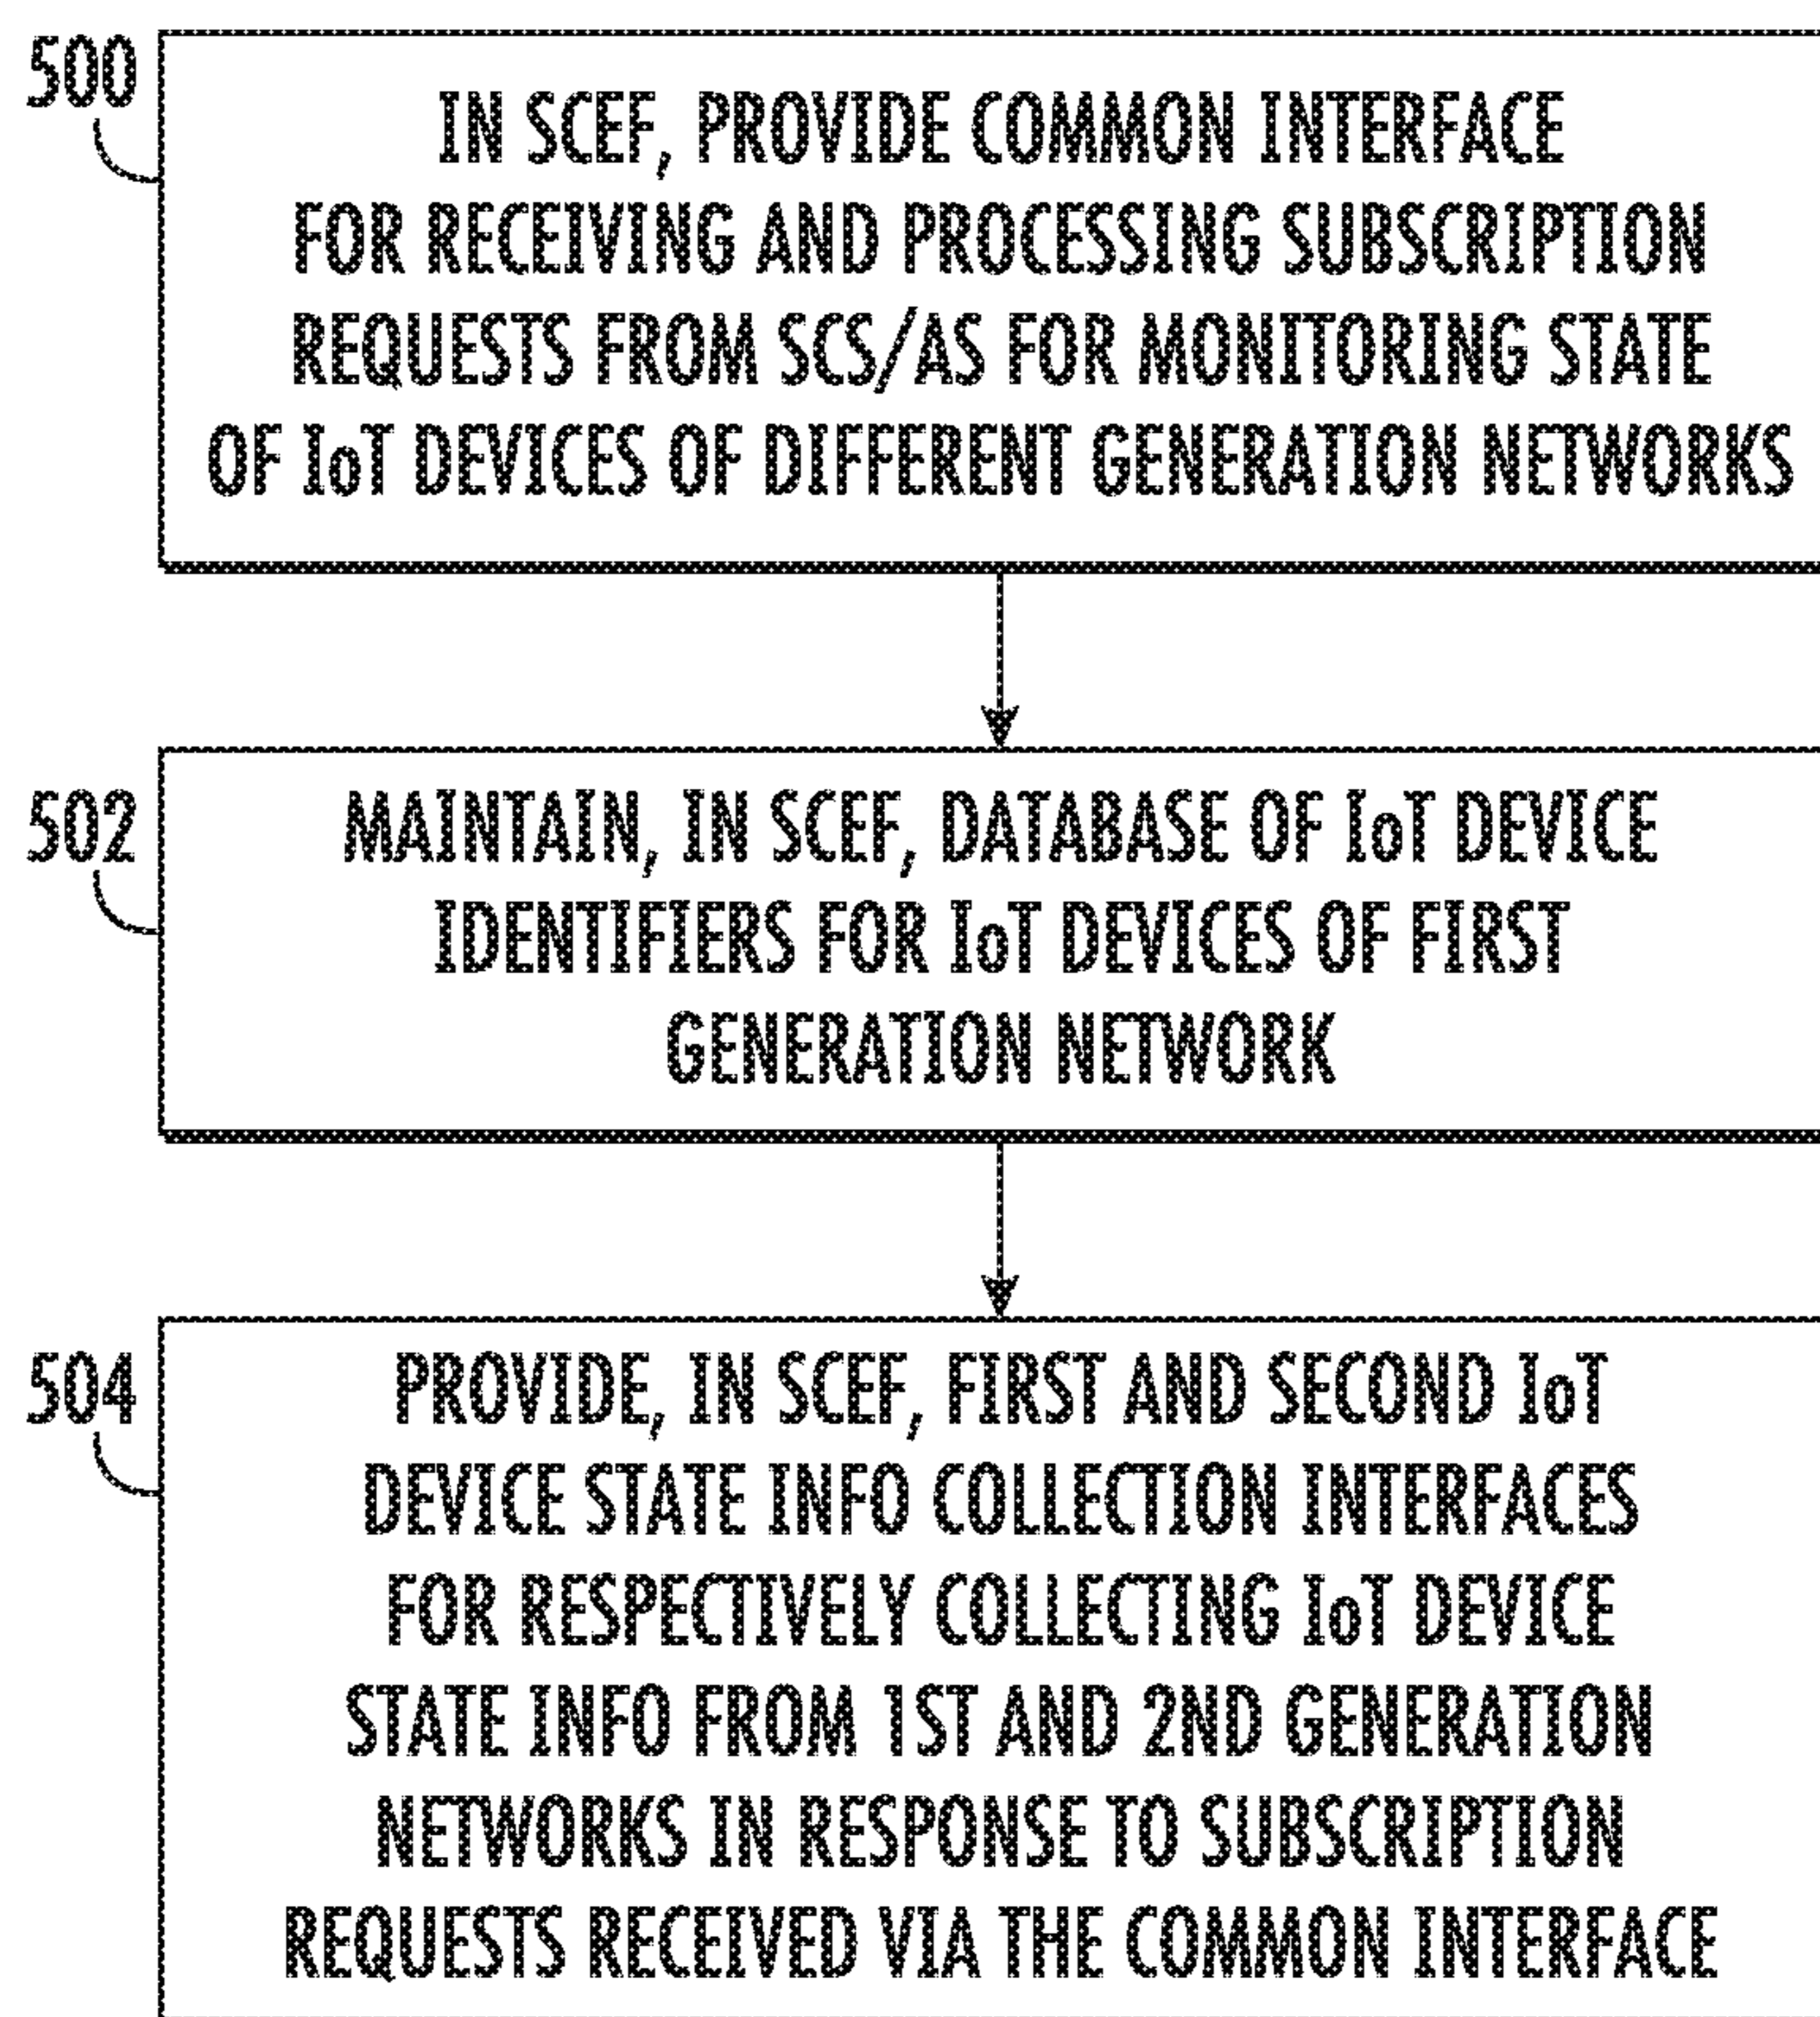 500
IN SCEF, PROVIDE COMMON INTERFACE
FOR RECEIVING AND PROCESSING SUBSCRIPTION
REQUESTS FROM SCS/AS FOR MONITORING STATE
OF IoT DEVICES OF DIFFERENT GENERATION NETWORKS
502
MAINTAIN, IN SCEF, DATABASE OF IoT DEVICE
IDENTIFIERS FOR IoT DEVICES OF FIRST
GENERATION NETWORK
504
PROVIDE, IN SCEF, FIRST AND SECOND IoT
DEVICE STATE INFO COLLECTION INTERFACES
FOR RESPECTIVELY COLLECTING IoT DEVICE
STATE INFO FROM 1ST AND 2ND GENERATION
NETWORKS IN RESPONSE TO SUBSCRIPTION
REQUESTS RECEIVED VIA THE COMMON INTERFACE